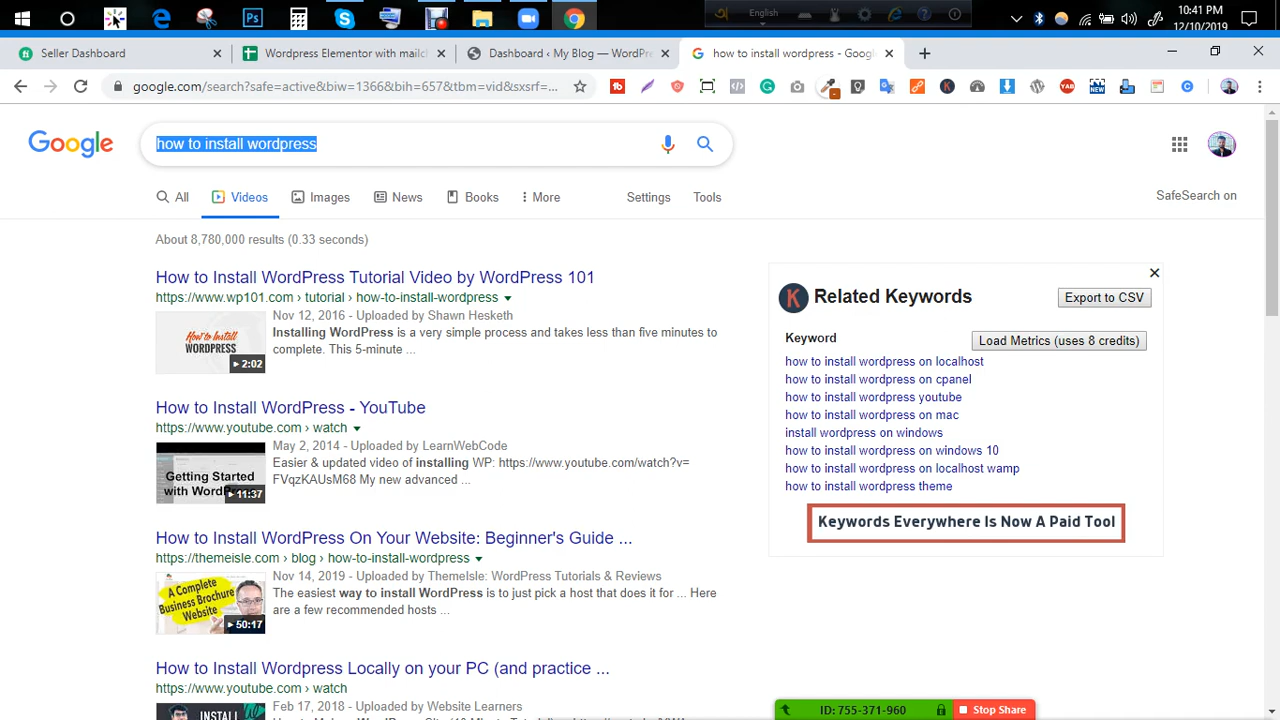 English
10:41 PM
12/10/2019
Seller Dashboard
Wordpress Elementor with mailc
Dashboard ‹ My Blog — WordPr
how to install wordpress - Goog
google.com/search?safe=active&biw=1366&bih=657&tbm=vid&sxsrf=...
Google
how to install wordpress
All
Videos
Images
News
Books
More
Settings
Tools
SafeSearch on
About 8,780,000 results (0.33 seconds)
How to Install WordPress Tutorial Video by WordPress 101
https://www.wp101.com › tutorial › how-to-install-wordpress
Nov 12, 2016 - Uploaded by Shawn Hesketh
Installing WordPress is a very simple process and takes less than five minutes to
complete. This 5-minute ...
How to Install
WORDPRESS
2:02
How to Install WordPress - YouTube
https://www.youtube.com › watch
May 2, 2014 - Uploaded by LearnWebCode
Easier & updated video of installing WP: https://www.youtube.com/watch?v=
FVqzKAUsM68 My new advanced ...
Getting Started
with WordPress
11:37
How to Install WordPress On Your Website: Beginner's Guide ...
https://themeisle.com › blog › how-to-install-wordpress
Nov 14, 2019 - Uploaded by ThemeIsle: WordPress Tutorials & Reviews
The easiest way to install WordPress is to just pick a host that does it for ... Here
are a few recommended hosts ...
A Complete
Business Brochure
Website
50:17
How to Install Wordpress Locally on your PC (and practice ...
https://www.youtube.com › watch
Feb 17, 2018 - Uploaded by Website Learners
INSTALL
K Related Keywords
Export to CSV
Keyword
Load Metrics (uses 8 credits)
how to install wordpress on localhost
how to install wordpress on cpanel
how to install wordpress youtube
how to install wordpress on mac
install wordpress on windows
how to install wordpress on windows 10
how to install wordpress on localhost wamp
how to install wordpress theme
Keywords Everywhere Is Now A Paid Tool
ID: 755-371-960
Stop Share